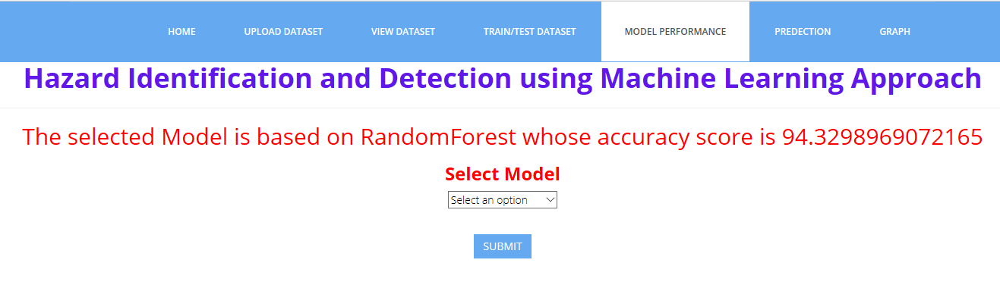 HOME UPLOAD DATASET VIEW DATASET TRAIN/TEST DATASET MODEL PERFORMANCE PREDECTION GRAPH
Hazard Identification and Detection using Machine Learning Approach
The selected Model is based on RandomForest whose accuracy score is 94.3298969072165
Select Model
Select an option
SUBMIT